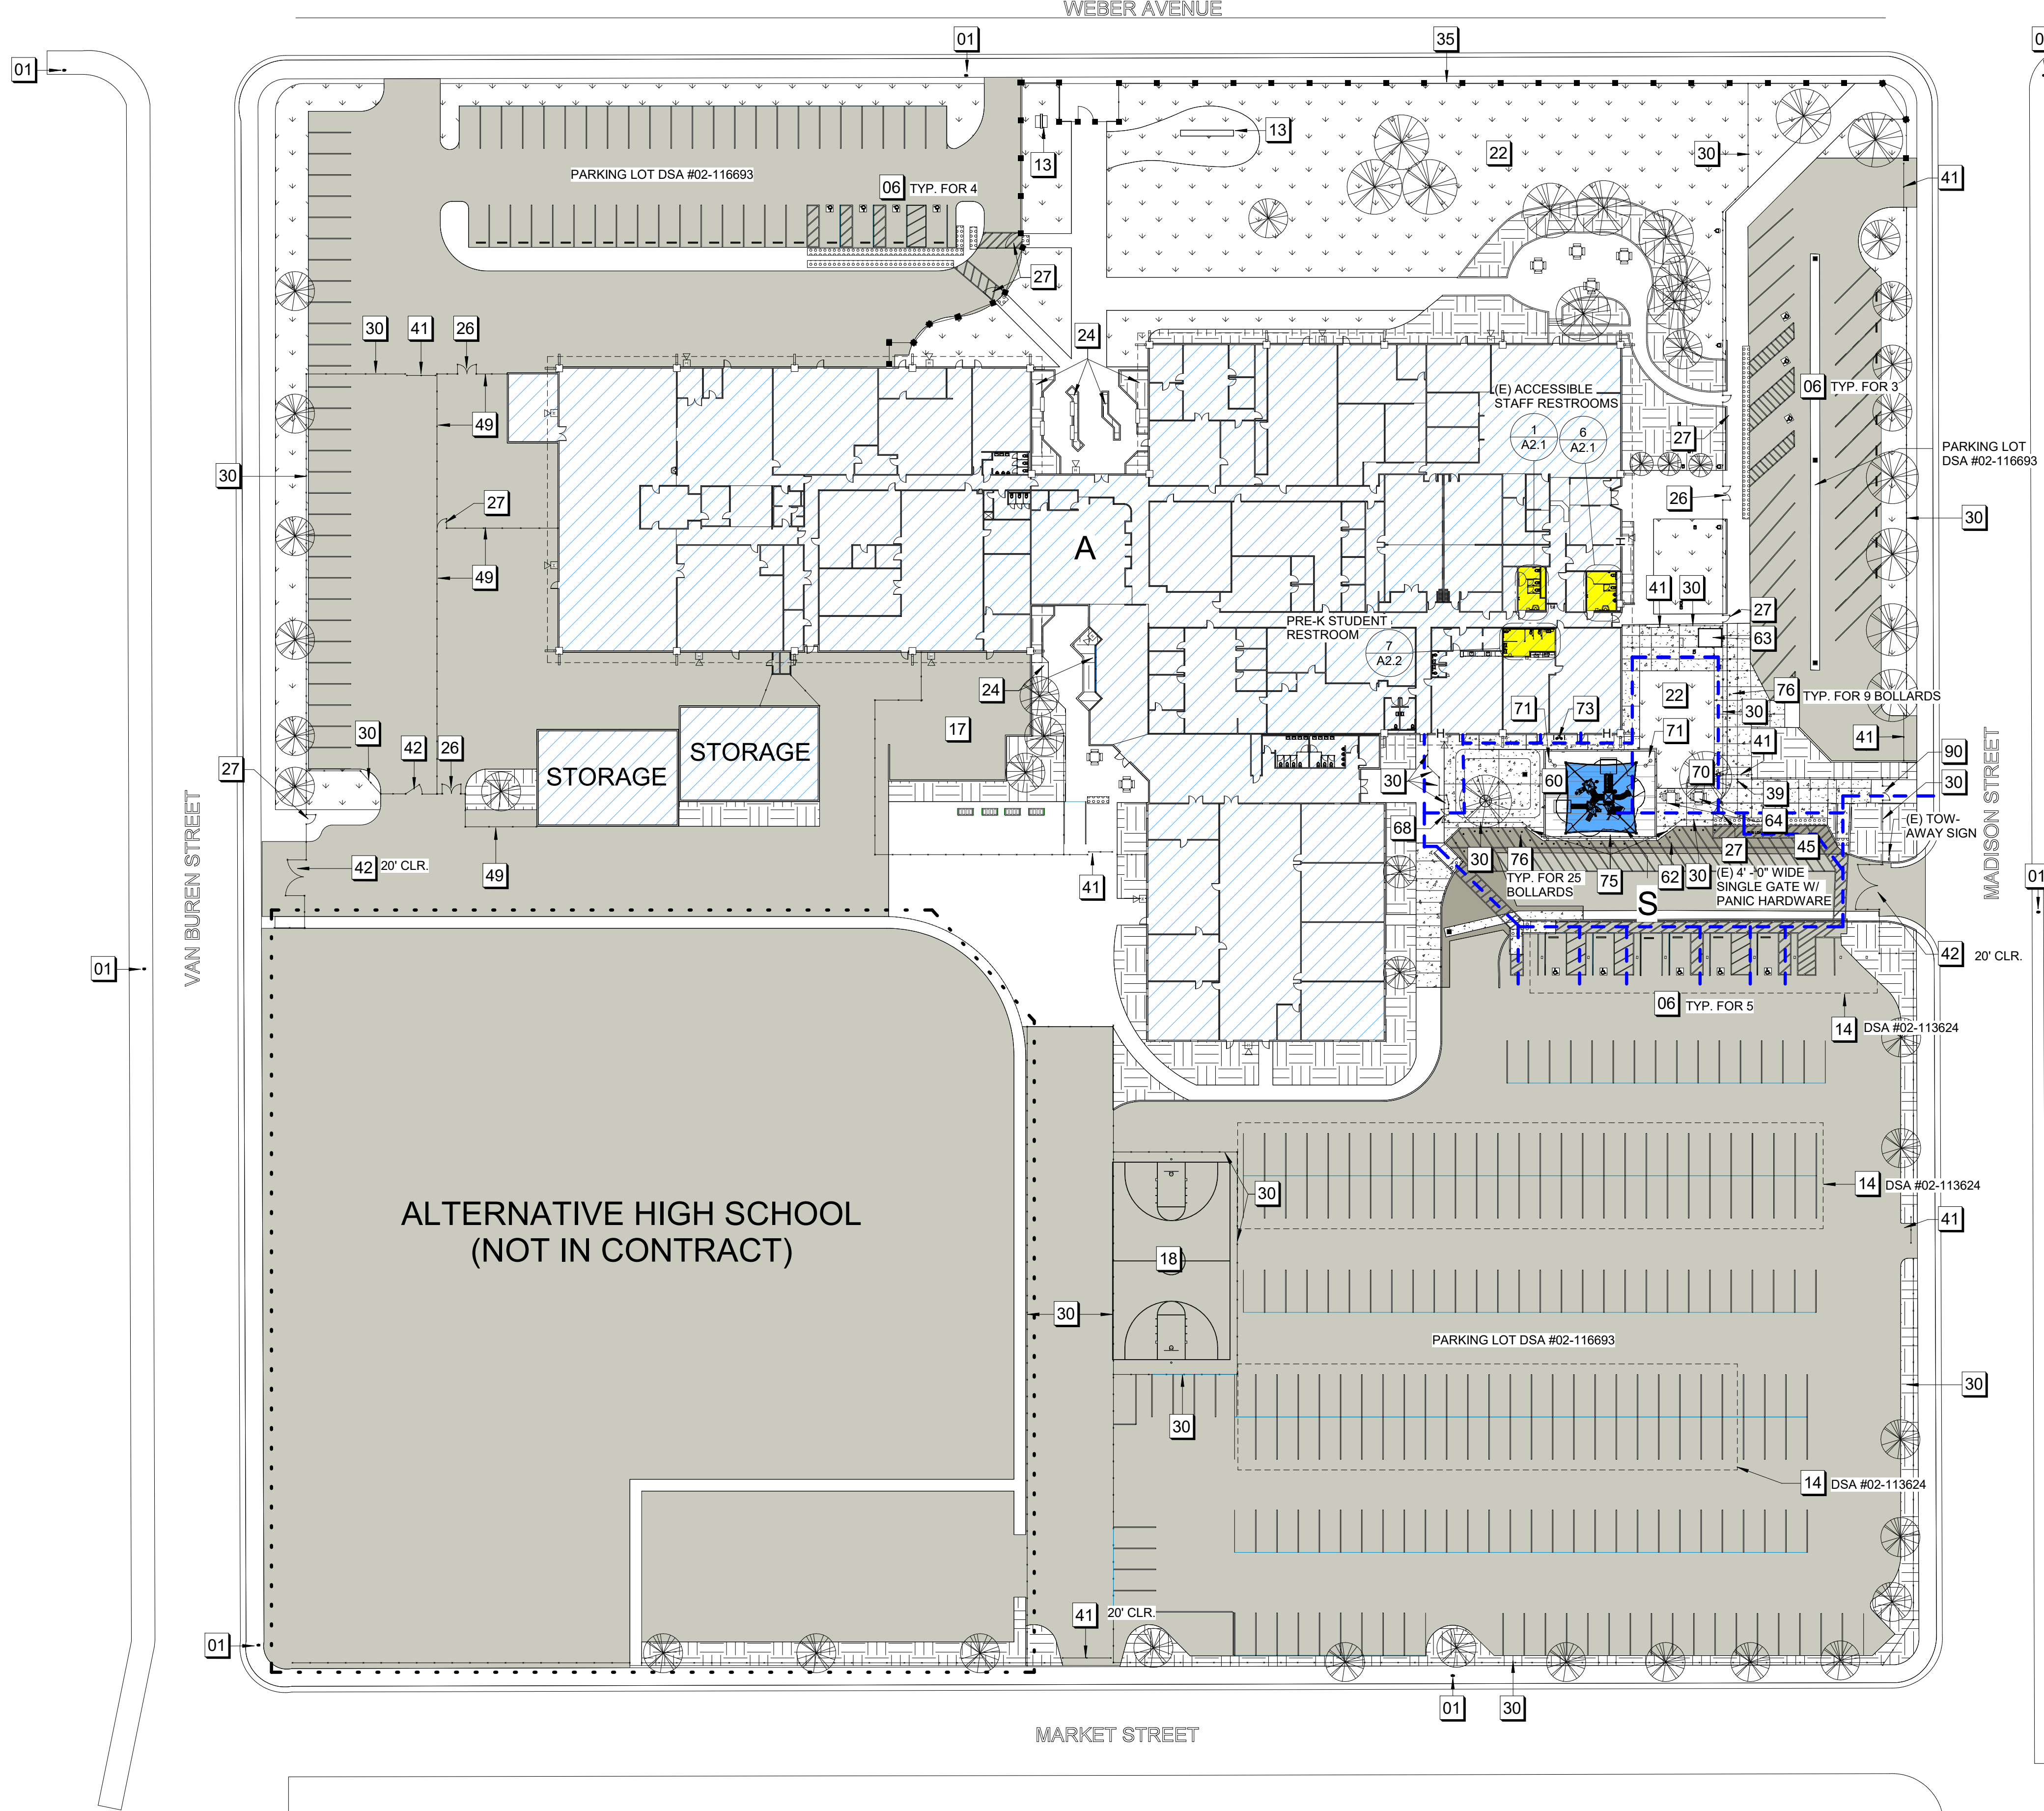 WEBER AVENUE
01
01
35
0
13
22
30
13
PARKING LOT DSA #02-116693
06 TYP. FOR 4
41
27
30
41
26
24
06 TYP. FOR 3
(E) ACCESSIBLE
STAFF RESTROOMS
49
1
A2.1
6
A2.1
27
PARKING LOT
DSA #02-116693
30
27
26
30
A
49
41
30
27
PRE-K STUDENT
RESTROOM
63
7
A2.2
24
22
76 TYP. FOR 9 BOLLARDS
H
71
73
30
30
42
26
17
H
H
71
41
41
90
STORAGE
STORAGE
27
30
60
70
39
30
VAN BUREN STREET
MADISON STREET
68
64
(E) TOW-
AWAY SIGN
42 20' CLR.
49
41
30
76
27
45
TYP. FOR 25
BOLLARDS
75
62
30
(E) 4' -0" WIDE
SINGLE GATE W/
PANIC HARDWARE
01
S
01
42 20' CLR.
06 TYP. FOR 5
14 DSA #02-113624
ALTERNATIVE HIGH SCHOOL
(NOT IN CONTRACT)
30
14 DSA #02-113624
41
18
30
PARKING LOT DSA #02-116693
30
30
14 DSA #02-113624
41 20' CLR.
01
01
30
MARKET STREET